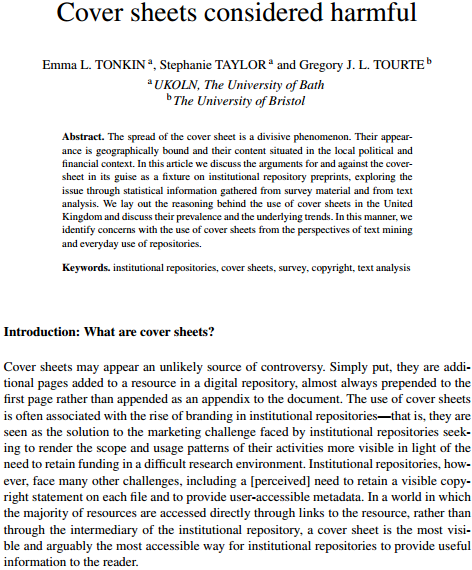 Cover sheets considered harmful
Emma L. TONKIN a, Stephanie TAYLOR a and Gregory J. L. TOURTE b
a UKOLN, The University of Bath
b The University of Bristol
Abstract. The spread of the cover sheet is a divisive phenomenon. Their appear-
ance is geographically bound and their content situated in the local political and
financial context. In this article we discuss the arguments for and against the cover-
sheet in its guise as a fixture on institutional repository preprints, exploring the
issue through statistical information gathered from survey material and from text
analysis. We lay out the reasoning behind the use of cover sheets in the United
Kingdom and discuss their prevalence and the underlying trends. In this manner, we
identify concerns with the use of cover sheets from the perspectives of text mining
and everyday use of repositories.
Keywords. institutional repositories, cover sheets, survey, copyright, text analysis
Introduction: What are cover sheets?
Cover sheets may appear an unlikely source of controversy. Simply put, they are addi-
tional pages added to a resource in a digital repository, almost always prepended to the
first page rather than appended as an appendix to the document. The use of cover sheets
is often associated with the rise of branding in institutional repositories—that is, they are
seen as the solution to the marketing challenge faced by institutional repositories seek-
ing to render the scope and usage patterns of their activities more visible in light of the
need to retain funding in a difficult research environment. Institutional repositories, how-
ever, face many other challenges, including a [perceived] need to retain a visible copy-
right statement on each file and to provide user-accessible metadata. In a world in which
the majority of resources are accessed directly through links to the resource, rather than
through the intermediary of the institutional repository, a cover sheet is the most visi-
ble and arguably the most accessible way for institutional repositories to provide useful
information to the reader.